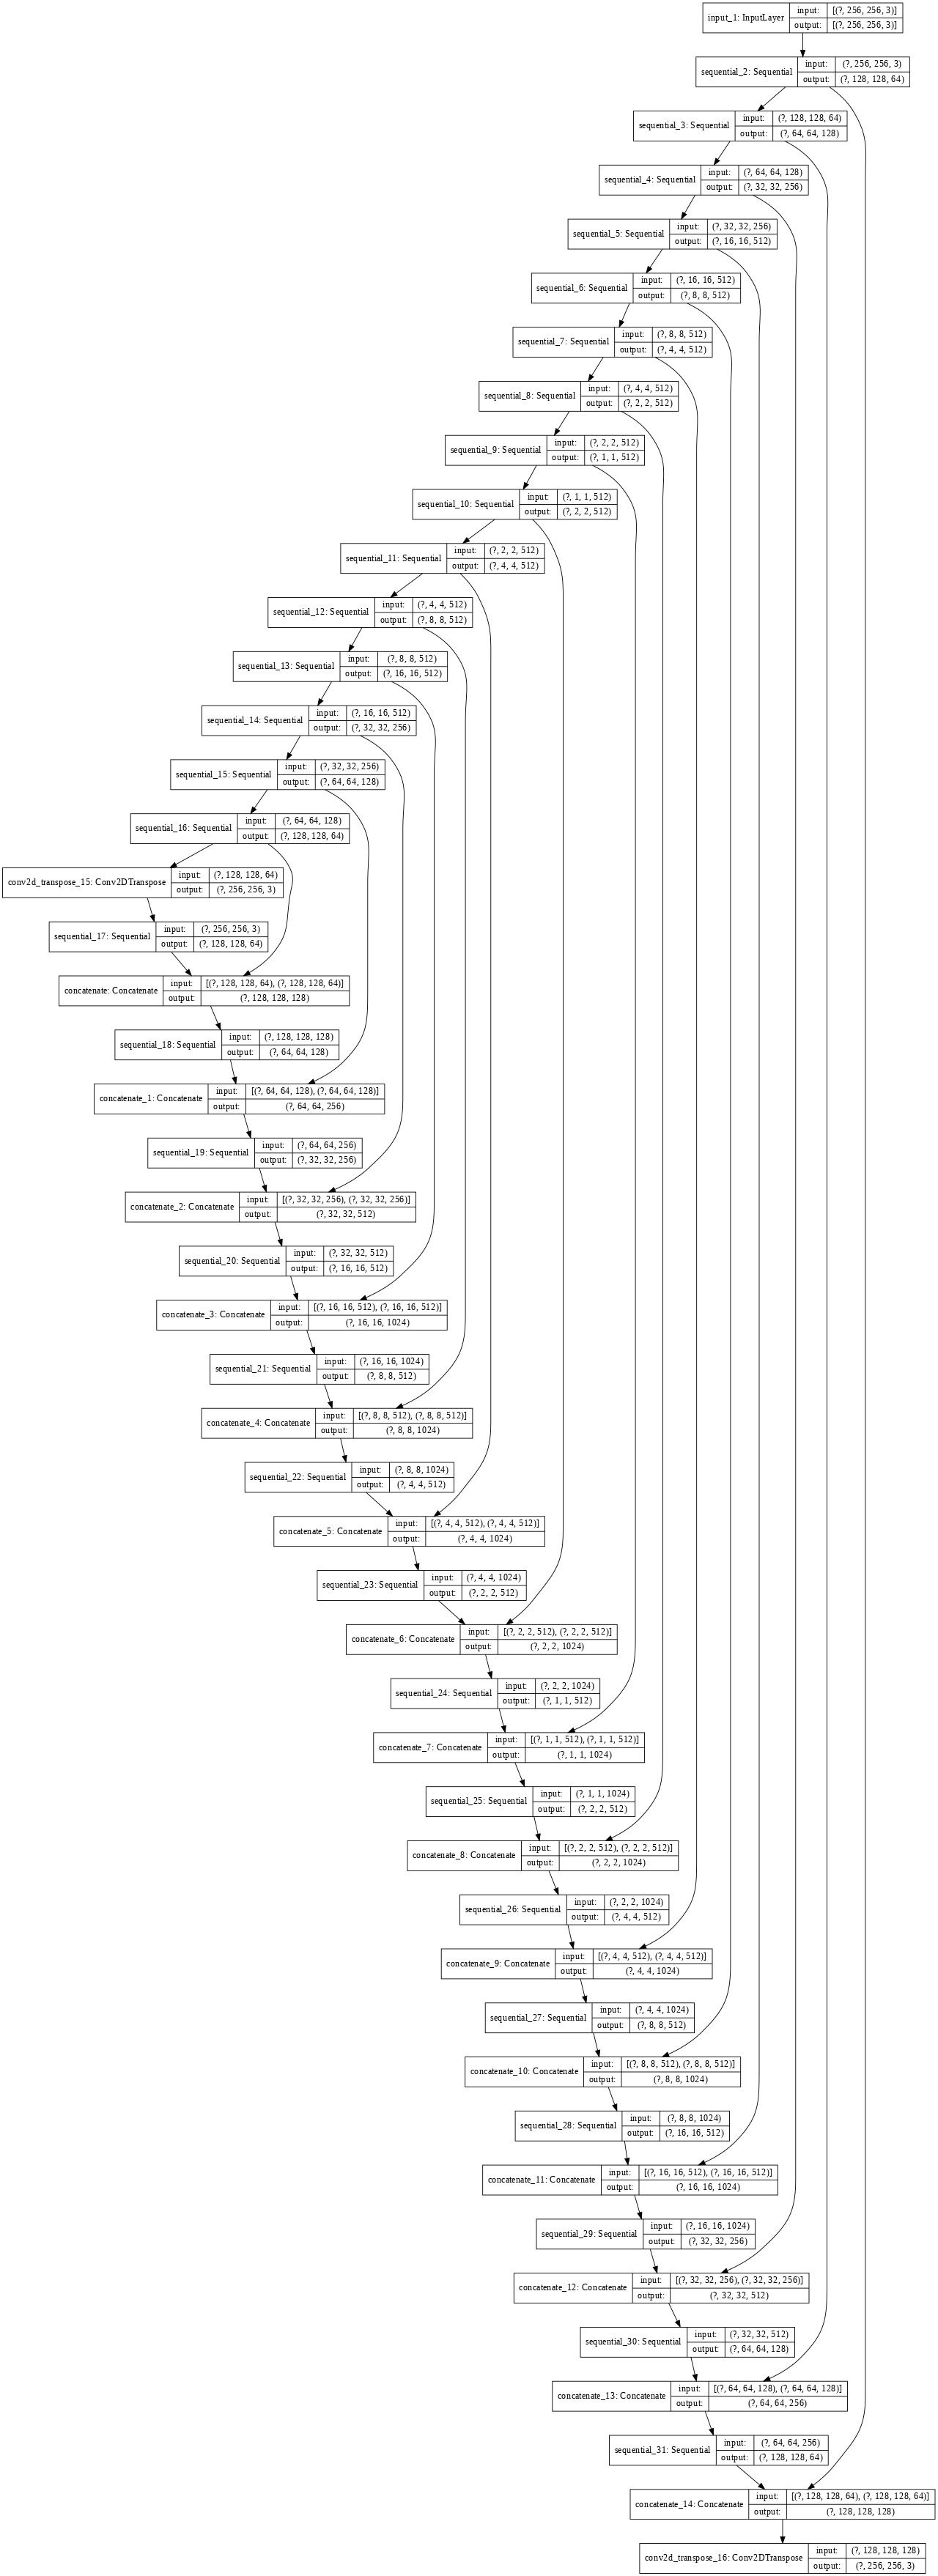 input_1: InputLayer
input: [(?, 256, 256, 3)]
output: [(?, 256, 256, 3)]
sequential_2: Sequential
input: (?, 256, 256, 3)
output: (?, 128, 128, 64)
sequential_3: Sequential
input: (?, 128, 128, 64)
output: (?, 64, 64, 128)
sequential_4: Sequential
input: (?, 64, 64, 128)
output: (?, 32, 32, 256)
sequential_5: Sequential
input: (?, 32, 32, 256)
output: (?, 16, 16, 512)
sequential_6: Sequential
input: (?, 16, 16, 512)
output: (?, 8, 8, 512)
sequential_7: Sequential
input: (?, 8, 8, 512)
output: (?, 4, 4, 512)
sequential_8: Sequential
input: (?, 4, 4, 512)
output: (?, 2, 2, 512)
sequential_9: Sequential
input: (?, 2, 2, 512)
output: (?, 1, 1, 512)
sequential_10: Sequential
input: (?, 1, 1, 512)
output: (?, 2, 2, 512)
sequential_11: Sequential
input: (?, 2, 2, 512)
output: (?, 4, 4, 512)
sequential_12: Sequential
input: (?, 4, 4, 512)
output: (?, 8, 8, 512)
sequential_13: Sequential
input: (?, 8, 8, 512)
output: (?, 16, 16, 512)
sequential_14: Sequential
input: (?, 16, 16, 512)
output: (?, 32, 32, 256)
sequential_15: Sequential
input: (?, 32, 32, 256)
output: (?, 64, 64, 128)
sequential_16: Sequential
input: (?, 64, 64, 128)
output: (?, 128, 128, 64)
conv2d_transpose_15: Conv2DTranspose
input: (?, 128, 128, 64)
output: (?, 256, 256, 3)
sequential_17: Sequential
input: (?, 256, 256, 3)
output: (?, 128, 128, 64)
concatenate: Concatenate
input: [(?, 128, 128, 64), (?, 128, 128, 64)]
output: (?, 128, 128, 128)
sequential_18: Sequential
input: (?, 128, 128, 128)
output: (?, 64, 64, 128)
concatenate_1: Concatenate
input: [(?, 64, 64, 128), (?, 64, 64, 128)]
output: (?, 64, 64, 256)
sequential_19: Sequential
input: (?, 64, 64, 256)
output: (?, 32, 32, 256)
concatenate_2: Concatenate
input: [(?, 32, 32, 256), (?, 32, 32, 256)]
output: (?, 32, 32, 512)
sequential_20: Sequential
input: (?, 32, 32, 512)
output: (?, 16, 16, 512)
concatenate_3: Concatenate
input: [(?, 16, 16, 512), (?, 16, 16, 512)]
output: (?, 16, 16, 1024)
sequential_21: Sequential
input: (?, 16, 16, 1024)
output: (?, 8, 8, 512)
concatenate_4: Concatenate
input: [(?, 8, 8, 512), (?, 8, 8, 512)]
output: (?, 8, 8, 1024)
sequential_22: Sequential
input: (?, 8, 8, 1024)
output: (?, 4, 4, 512)
concatenate_5: Concatenate
input: [(?, 4, 4, 512), (?, 4, 4, 512)]
output: (?, 4, 4, 1024)
sequential_23: Sequential
input: (?, 4, 4, 1024)
output: (?, 2, 2, 512)
concatenate_6: Concatenate
input: [(?, 2, 2, 512), (?, 2, 2, 512)]
output: (?, 2, 2, 1024)
sequential_24: Sequential
input: (?, 2, 2, 1024)
output: (?, 1, 1, 512)
concatenate_7: Concatenate
input: [(?, 1, 1, 512), (?, 1, 1, 512)]
output: (?, 1, 1, 1024)
sequential_25: Sequential
input: (?, 1, 1, 1024)
output: (?, 2, 2, 512)
concatenate_8: Concatenate
input: [(?, 2, 2, 512), (?, 2, 2, 512)]
output: (?, 2, 2, 1024)
sequential_26: Sequential
input: (?, 2, 2, 1024)
output: (?, 4, 4, 512)
concatenate_9: Concatenate
input: [(?, 4, 4, 512), (?, 4, 4, 512)]
output: (?, 4, 4, 1024)
sequential_27: Sequential
input: (?, 4, 4, 1024)
output: (?, 8, 8, 512)
concatenate_10: Concatenate
input: [(?, 8, 8, 512), (?, 8, 8, 512)]
output: (?, 8, 8, 1024)
sequential_28: Sequential
input: (?, 8, 8, 1024)
output: (?, 16, 16, 512)
concatenate_11: Concatenate
input: [(?, 16, 16, 512), (?, 16, 16, 512)]
output: (?, 16, 16, 1024)
sequential_29: Sequential
input: (?, 16, 16, 1024)
output: (?, 32, 32, 256)
concatenate_12: Concatenate
input: [(?, 32, 32, 256), (?, 32, 32, 256)]
output: (?, 32, 32, 512)
sequential_30: Sequential
input: (?, 32, 32, 512)
output: (?, 64, 64, 128)
concatenate_13: Concatenate
input: [(?, 64, 64, 128), (?, 64, 64, 128)]
output: (?, 64, 64, 256)
sequential_31: Sequential
input: (?, 64, 64, 256)
output: (?, 128, 128, 64)
concatenate_14: Concatenate
input: [(?, 128, 128, 64), (?, 128, 128, 64)]
output: (?, 128, 128, 128)
conv2d_transpose_16: Conv2DTranspose
input: (?, 128, 128, 128)
output: (?, 256, 256, 3)